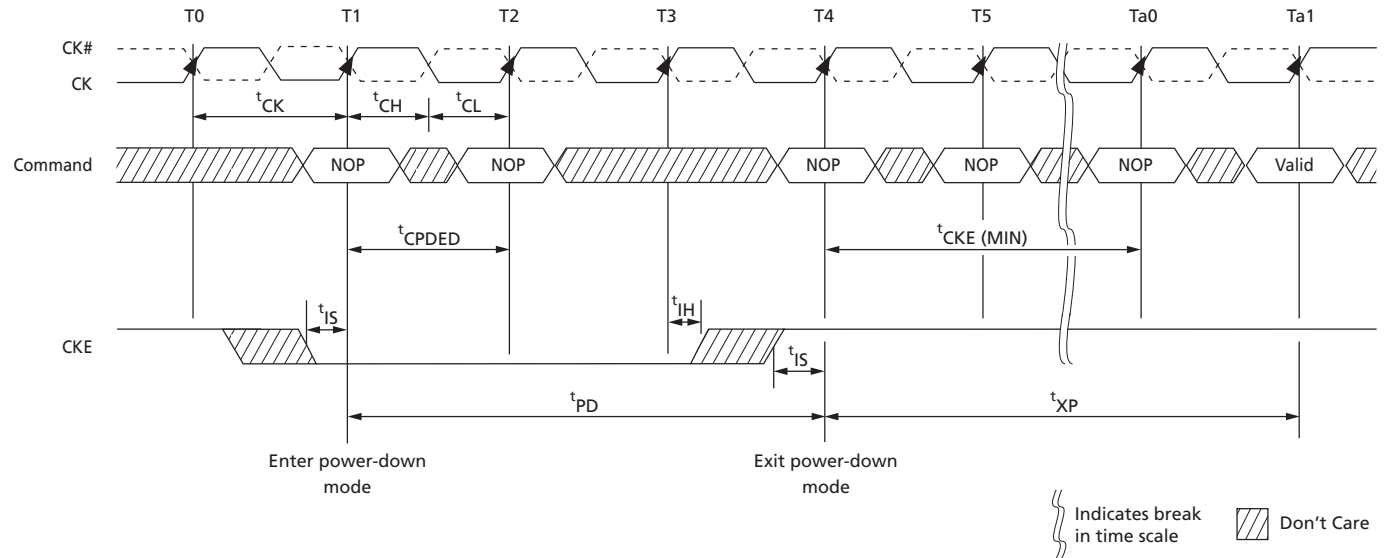 T0 T1 T2 T3 T4 T5 Ta0 Ta1
CK#
CK
tCK tCH tCL
Command NOP NOP NOP NOP NOP Valid
tCPDED tCKE (MIN)
tIS tIH
CKE
tIS
tPD tXP
Enter power-down
mode
Exit power-down
mode
Indicates break
in time scale
Don't Care